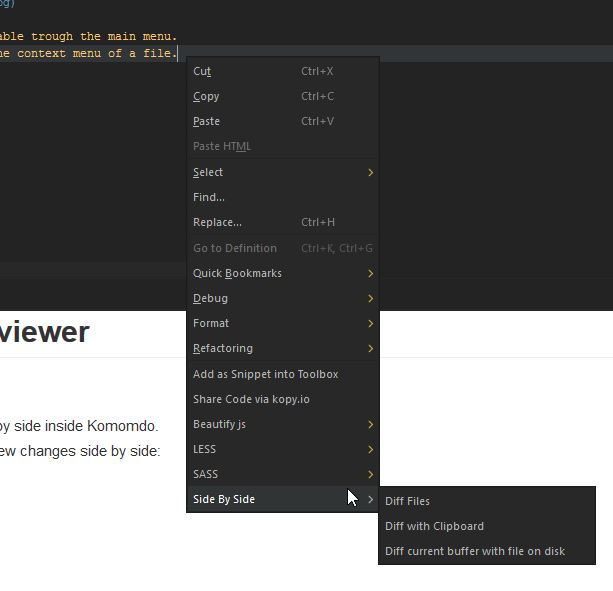 og)
able trough the main menu.
he context menu of a file.
Cut Ctrl+X
Copy Ctrl+C
Paste Ctrl+V
Paste HTML
Select
Find...
Replace... Ctrl+H
Go to Definition Ctrl+K, Ctrl+G
Quick Bookmarks
Debug
Format
Refactoring
Add as Snippet into Toolbox
Share Code via kopy.io
Beautify js
LESS
SASS
Side By Side
Diff Files
Diff with Clipboard
Diff current buffer with file on disk
viewer
by side inside Komomdo.
ew changes side by side: